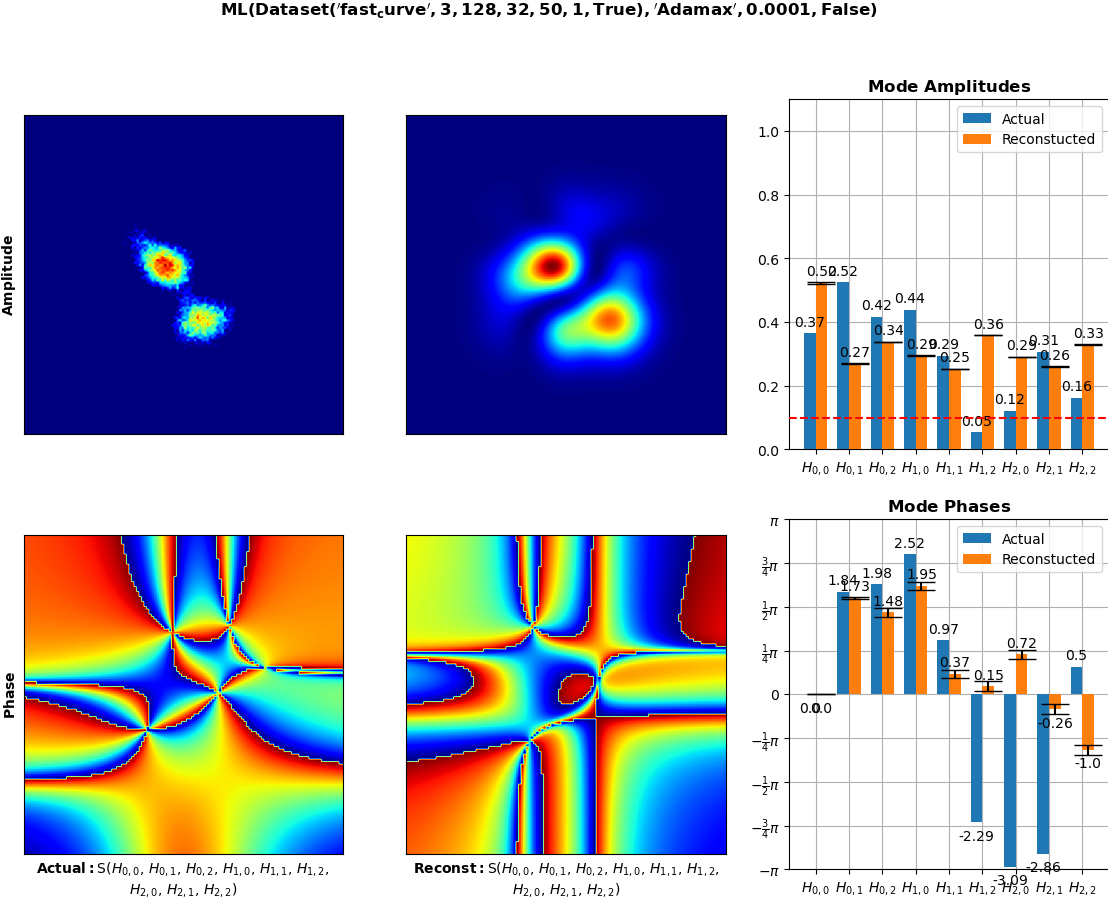 ML(Dataset('fast_curve', 3, 128, 32, 50, 1, True), 'Adamax', 0.0001, False)
Amplitude
Mode Amplitudes
Actual
Reconstucted
1.0
0.8
0.6
0.4
0.2
0.0
0.37 0.52 0.52 0.27 0.42 0.34 0.44 0.29 0.29 0.25 0.05 0.36 0.12 0.29 0.31 0.26 0.16 0.33
H0,0 H0,1 H0,2 H1,0 H1,1 H1,2 H2,0 H2,1 H2,2
Phase
Mode Phases
Actual
Reconstucted
π
3/4π
1/2π
1/4π
0
−1/4π
−1/2π
−3/4π
−π
0.0 0.0 1.84 1.73 1.98 1.48 2.52 1.95 0.97 0.37 -2.29 0.15 -3.09 0.72 -2.86 -0.26 0.5 -1.0
H0,0 H0,1 H0,2 H1,0 H1,1 H1,2 H2,0 H2,1 H2,2
Actual: S(H0,0, H0,1, H0,2, H1,0, H1,1, H1,2,
H2,0, H2,1, H2,2)
Reconst: S(H0,0, H0,1, H0,2, H1,0, H1,1, H1,2,
H2,0, H2,1, H2,2)